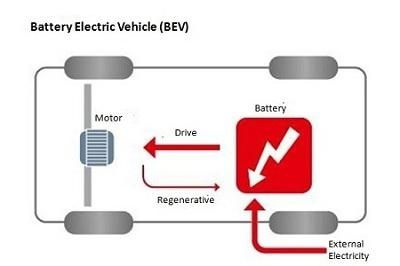 Battery Electric Vehicle (BEV)
Motor
Battery
Drive
Regenerative
External
Electricity